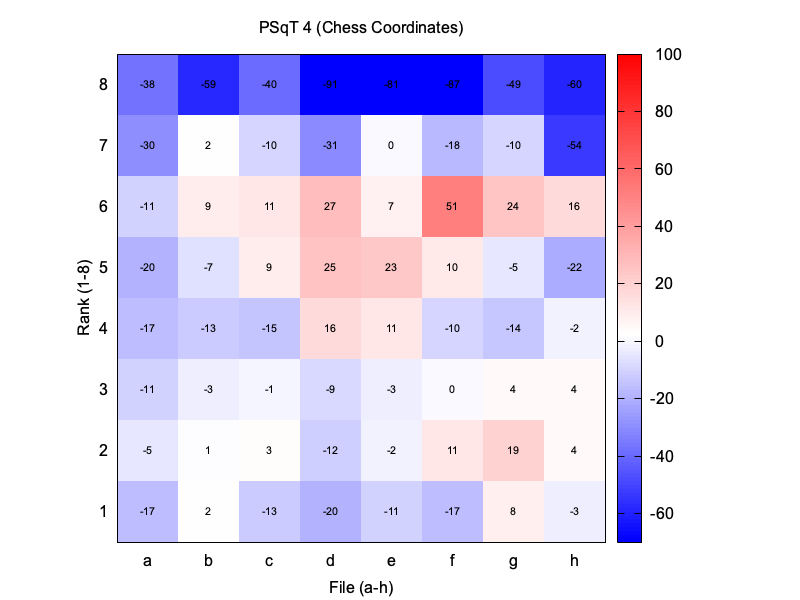 PSqT 4 (Chess Coordinates)
8 -38 -59 -40 -91 -81 -87 -49 -60
7 -30 2 -10 -31 0 -18 -10 -54
6 -11 9 11 27 7 51 24 16
5 -20 -7 9 25 23 10 -5 -22
4 -17 -13 -15 16 11 -10 -14 -2
3 -11 -3 -1 -9 -3 0 4 4
2 -5 1 3 -12 -2 11 19 4
1 -17 2 -13 -20 -11 -17 8 -3
a b c d e f g h
File (a-h)
Rank (1-8)
100
80
60
40
20
0
-20
-40
-60